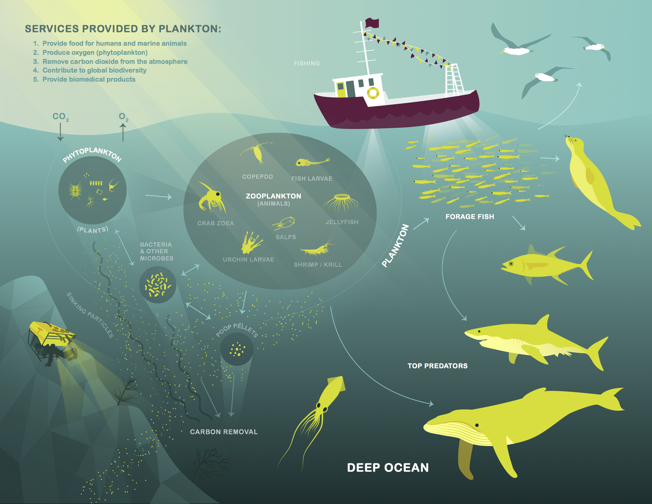 SERVICES PROVIDED BY PLANKTON:
1. Provide food for humans and marine animals
2. Produce oxygen (phytoplankton)
3. Remove carbon dioxide from the atmosphere
4. Contribute to global biodiversity
5. Provide biomedical products
FISHING
CO₂
O₂
PHYTOPLANKTON
(PLANTS)
COPEPOD
FISH LARVAE
ZOOPLANKTON
(ANIMALS)
CRAB ZOEA
JELLYFISH
SALPS
URCHIN LARVAE
SHRIMP / KRILL
PLANKTON
FORAGE FISH
BACTERIA
& OTHER
MICROBES
SINKING PARTICLES
POOP PELLETS
TOP PREDATORS
CARBON REMOVAL
DEEP OCEAN